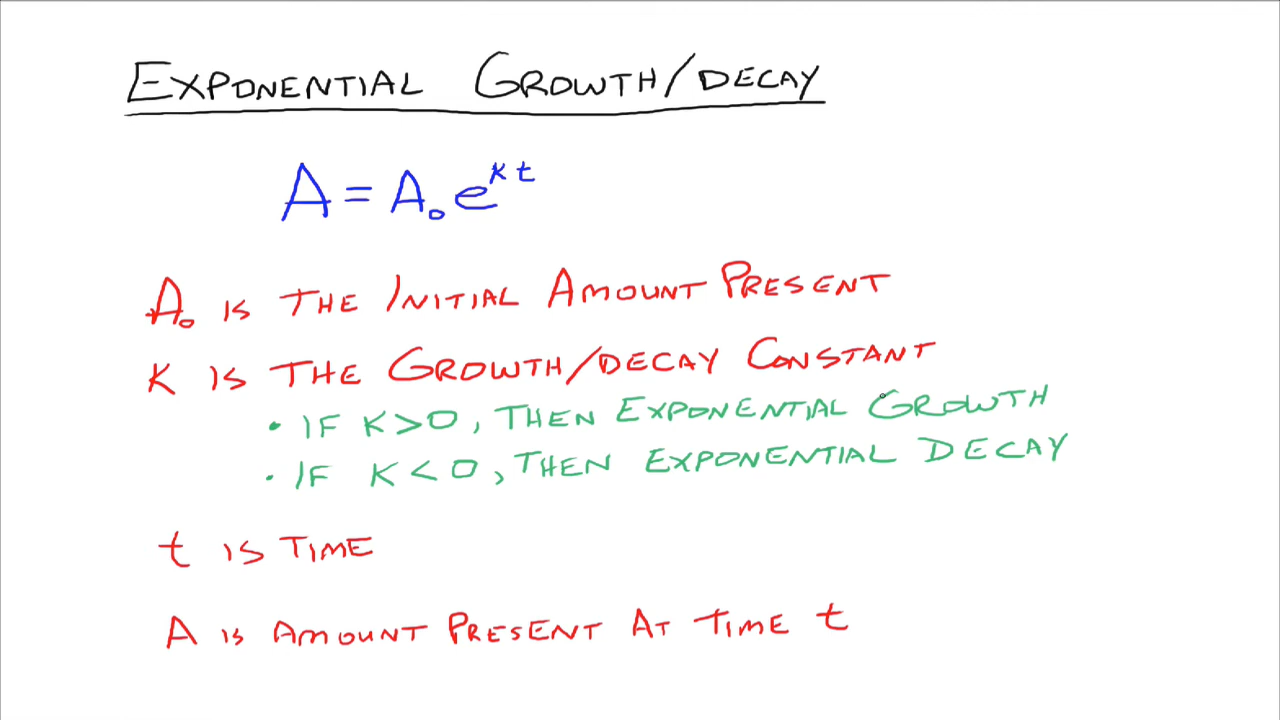 EXPONENTIAL GROWTH/DECAY
A = A₀e^{kt}
A₀ IS THE INITIAL AMOUNT PRESENT
K IS THE GROWTH/DECAY CONSTANT
• IF K>0, THEN EXPONENTIAL GROWTH
• IF K<0, THEN EXPONENTIAL DECAY
t IS TIME
A IS AMOUNT PRESENT AT TIME t